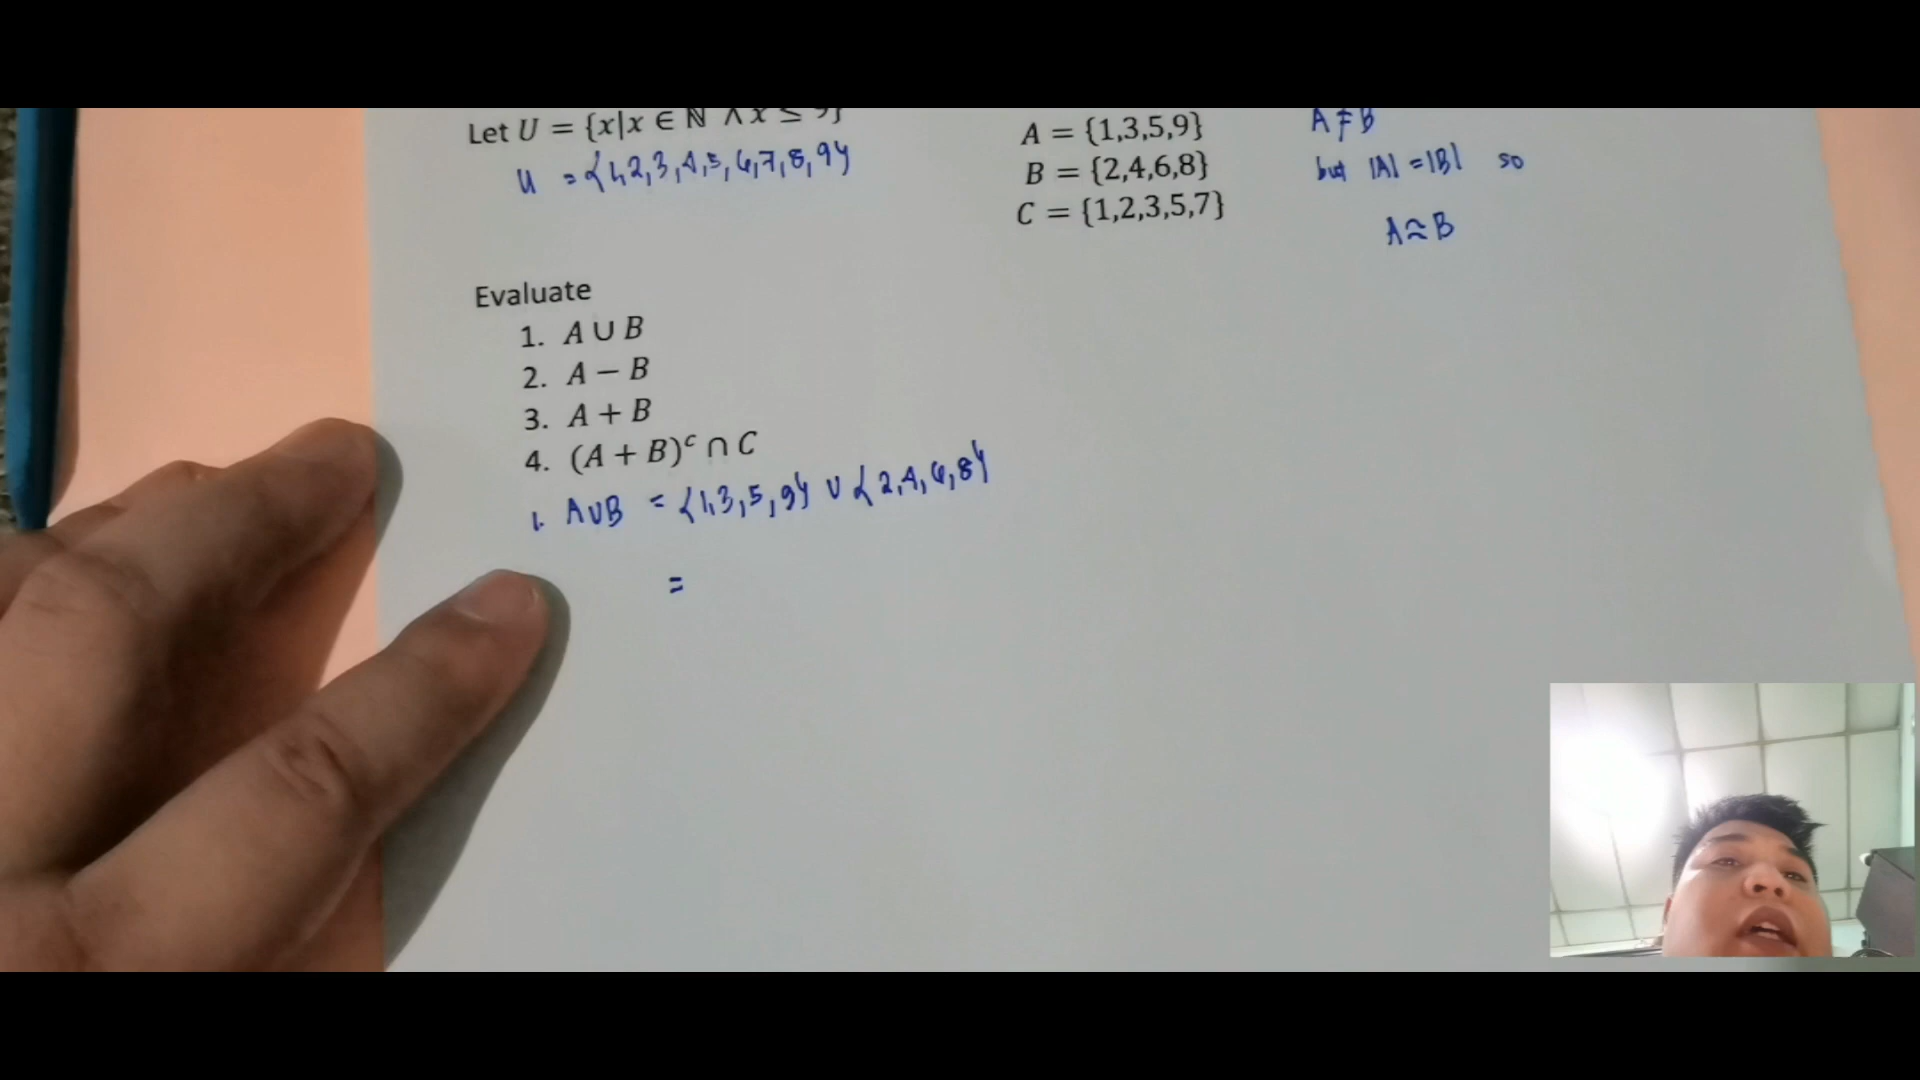 Let U = {x|x ∈ ℕ ∧ x ≤ 9}
U = {1,2,3,4,5,6,7,8,9}
A = {1,3,5,9}
B = {2,4,6,8}
C = {1,2,3,5,7}
A ≠ B
but |A| = |B| so
A ≈ B
Evaluate
1. A ∪ B
2. A − B
3. A + B
4. (A + B)ᶜ ∩ C
1. A∪B = {1,3,5,9} ∪ {2,4,6,8}
=